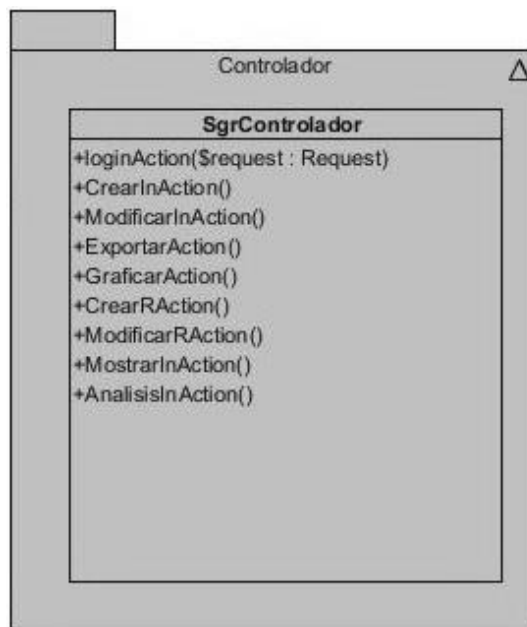 Controlador
SgrControlador
+loginAction($request : Request)
+CrearInAction()
+ModificarInAction()
+ExportarAction()
+GraficarAction()
+CrearRAction()
+ModificarRAction()
+MostrarInAction()
+AnalisisInAction()